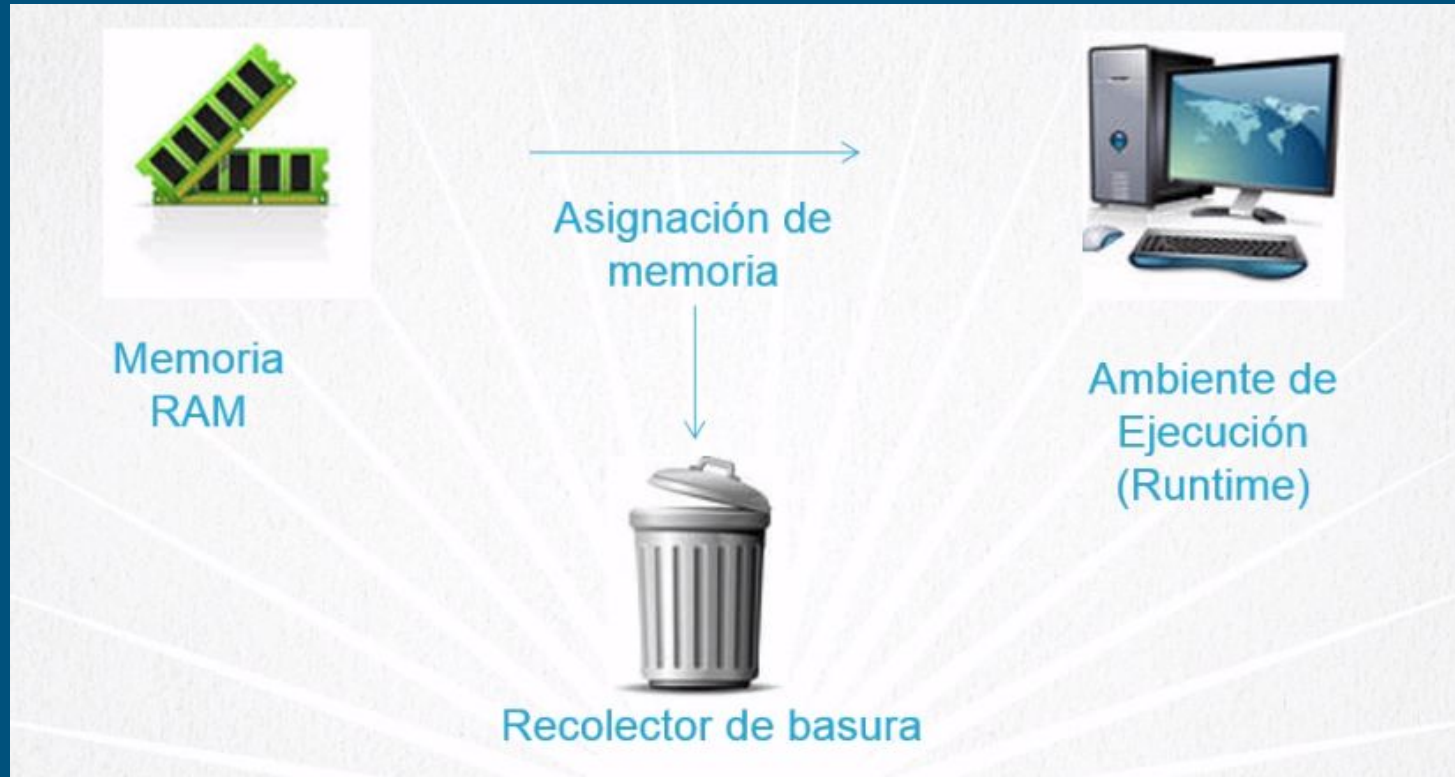 Asignación de
memoria
Memoria
RAM
Ambiente de
Ejecución
(Runtime)
Recolector de basura